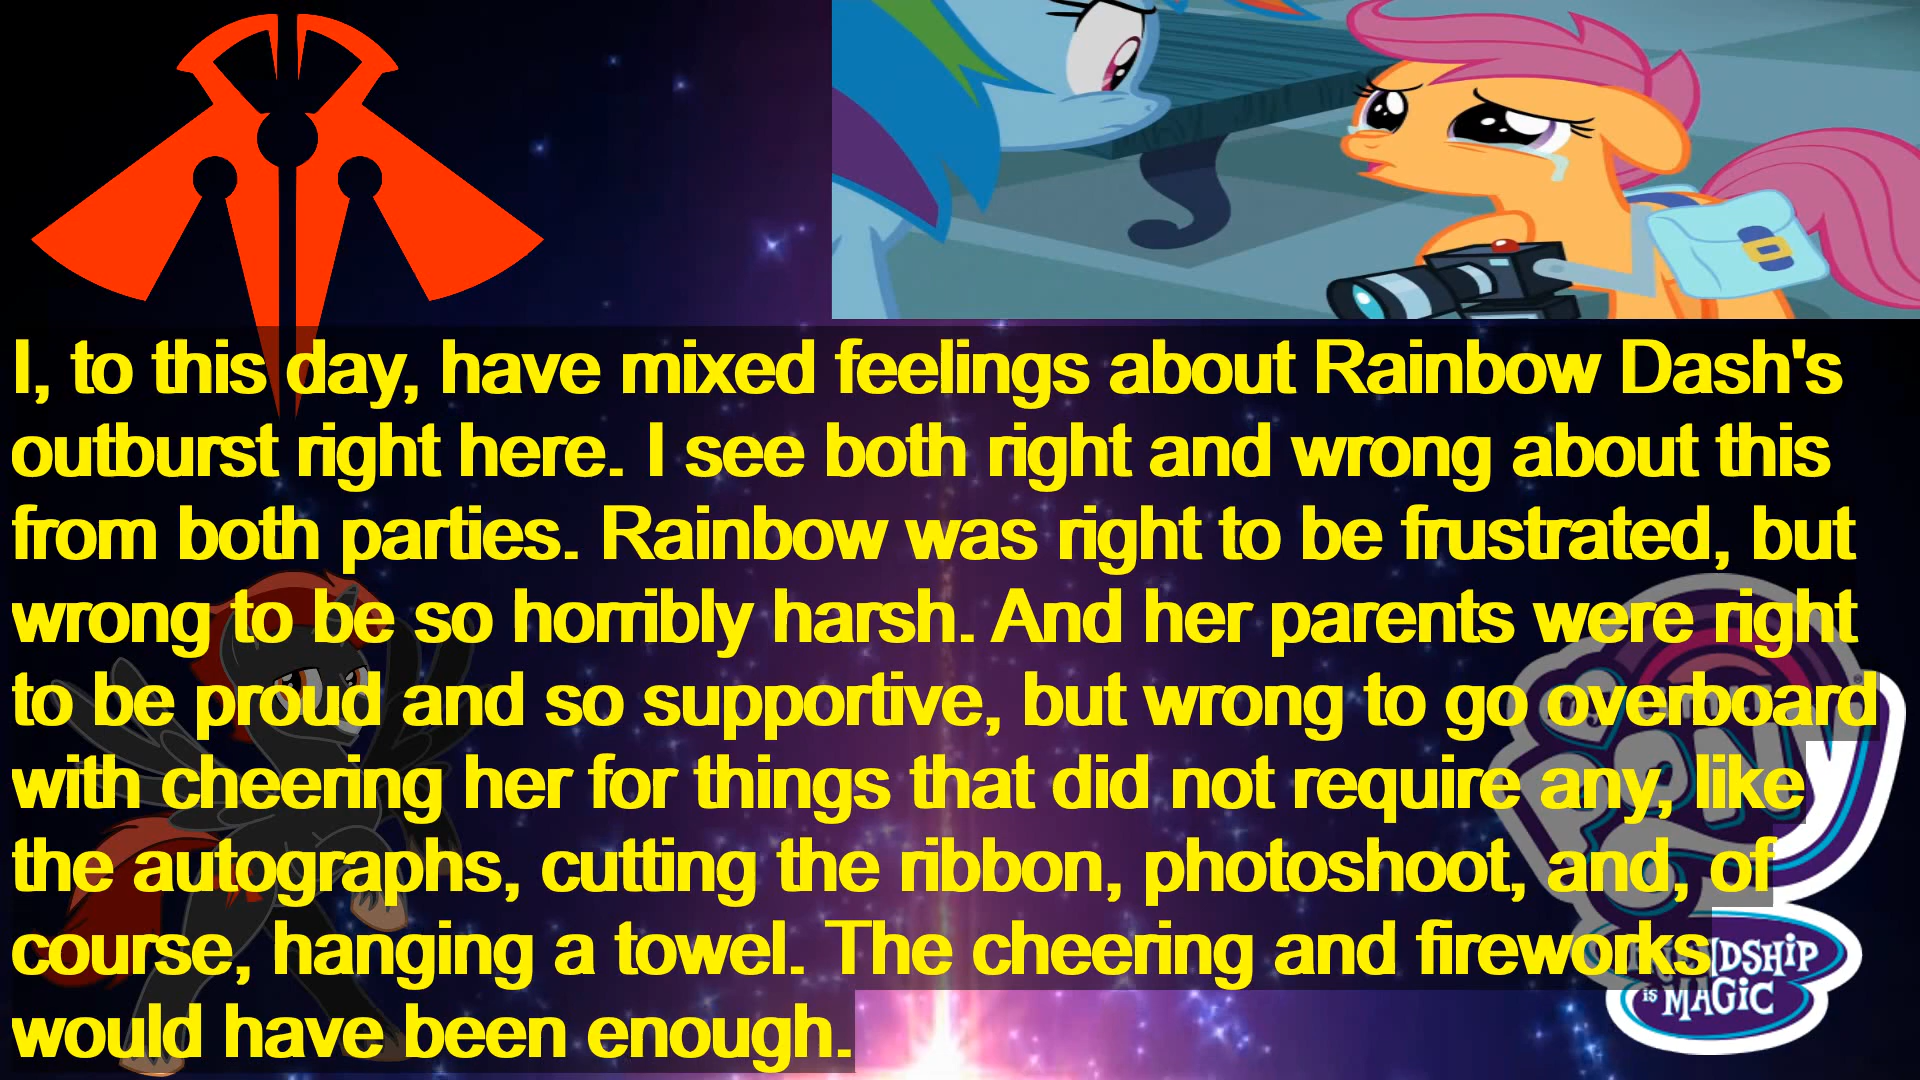 I, to this day, have mixed feelings about Rainbow Dash's
outburst right here. I see both right and wrong about this
from both parties. Rainbow was right to be frustrated, but
wrong to be so horribly harsh. And her parents were right
to be proud and so supportive, but wrong to go overboard
with cheering her for things that did not require any, like
the autographs, cutting the ribbon, photoshoot, and, of
course, hanging a towel. The cheering and fireworks
would have been enough.
PONY
IS MAGIC